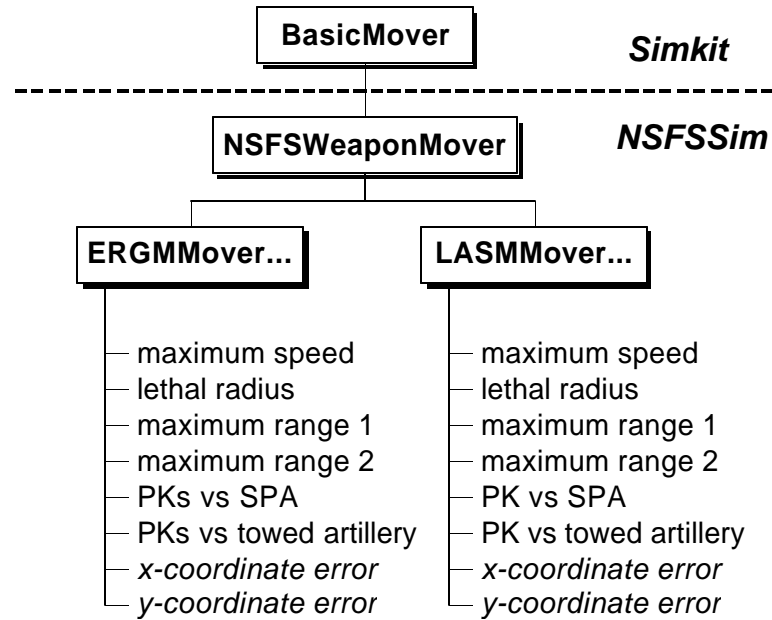 BasicMover
Simkit
NSFSSim
NSFSWeaponMover
ERGMMover...
LASMMover...
maximum speed
lethal radius
maximum range 1
maximum range 2
PKs vs SPA
PKs vs towed artillery
x-coordinate error
y-coordinate error
maximum speed
lethal radius
maximum range 1
maximum range 2
PK vs SPA
PK vs towed artillery
x-coordinate error
y-coordinate error